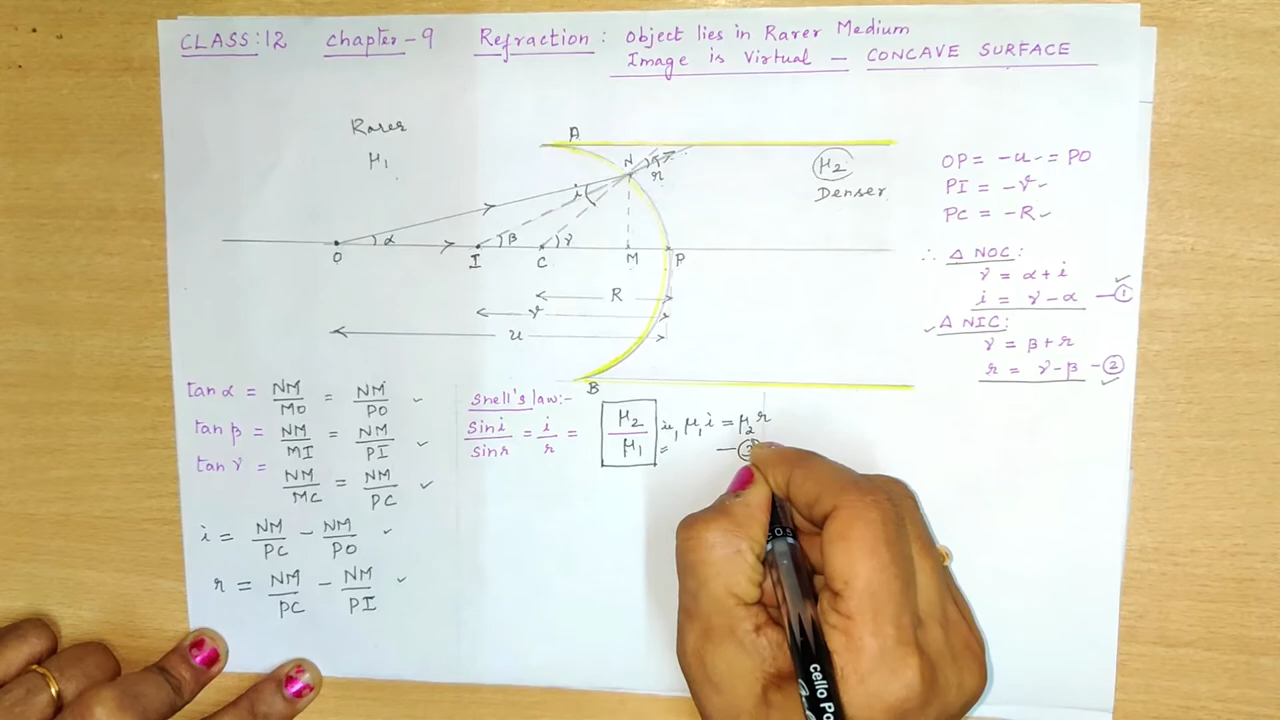 CLASS:12 Chapter-9 Refraction: object lies in Rarer Medium
Image is Virtual — CONCAVE SURFACE
Rarer
μ1
A
N
i
r
μ2
Denser
α
β
γ
O
I
C
M
P
R
v
u
B
OP = -u = PO
PI = -v
PC = -R
∴ Δ NOC:
γ = α + i
i = γ - α — ①
Δ NIC:
γ = β + r
r = γ - β — ②
tan α = NM/MO = NM/PO
tan β = NM/MI = NM/PI
tan γ = NM/MC = NM/PC
i = NM/PC - NM/PO
r = NM/PC - NM/PI
Snell's law:-
Sin i/Sin r = i/r = μ2/μ1 = μ1 i = μ2 r
— ③
C.O.S
cello Po